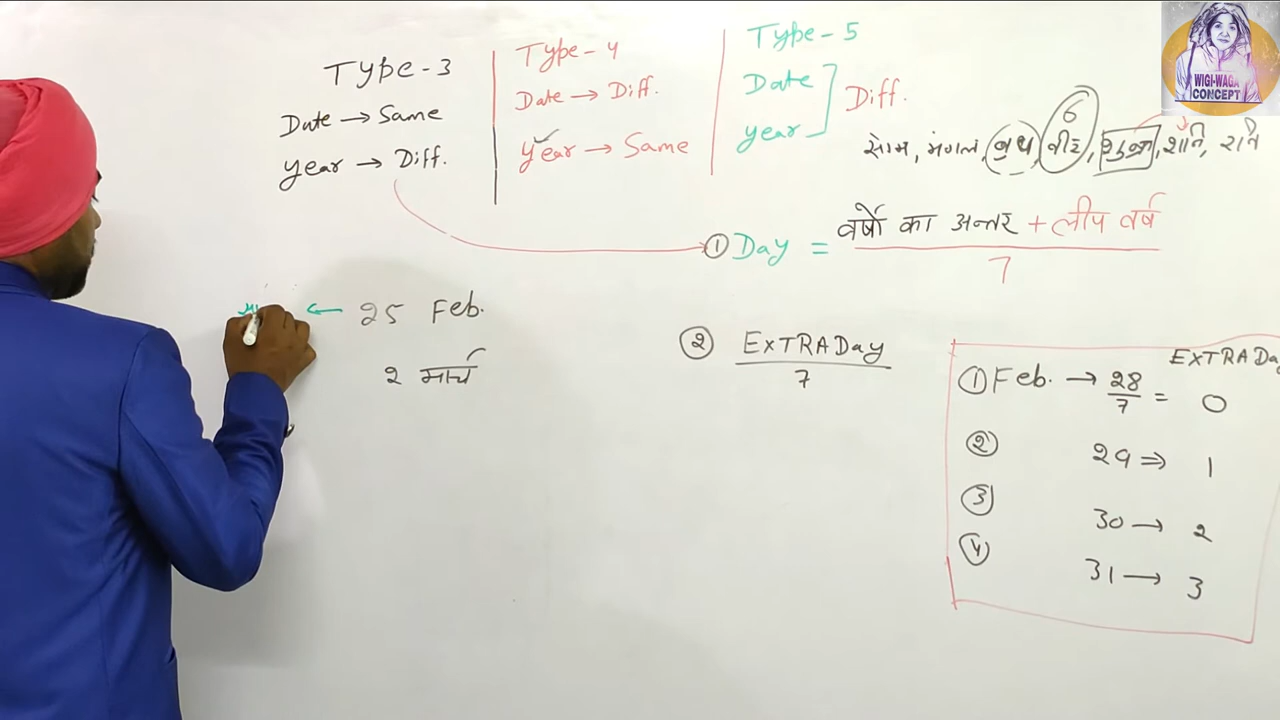 Type-3
Date → Same
year → Diff.
Type-4
Date → Diff.
year → Same
Type-5
Date
year
Diff.
6
सोम, मंगल, बुध, वीर, शुक्र, शनि, रवि
① Day = वर्षो का अन्तर + लीप वर्ष
7
← 25 Feb.
2 मार्च
② EXTRADay
7
EXTRADay
① Feb. → 28/7 = 0
② 29 ⇒ 1
③ 30 → 2
④ 31 → 3
WIGI-WAGA
CONCEPT